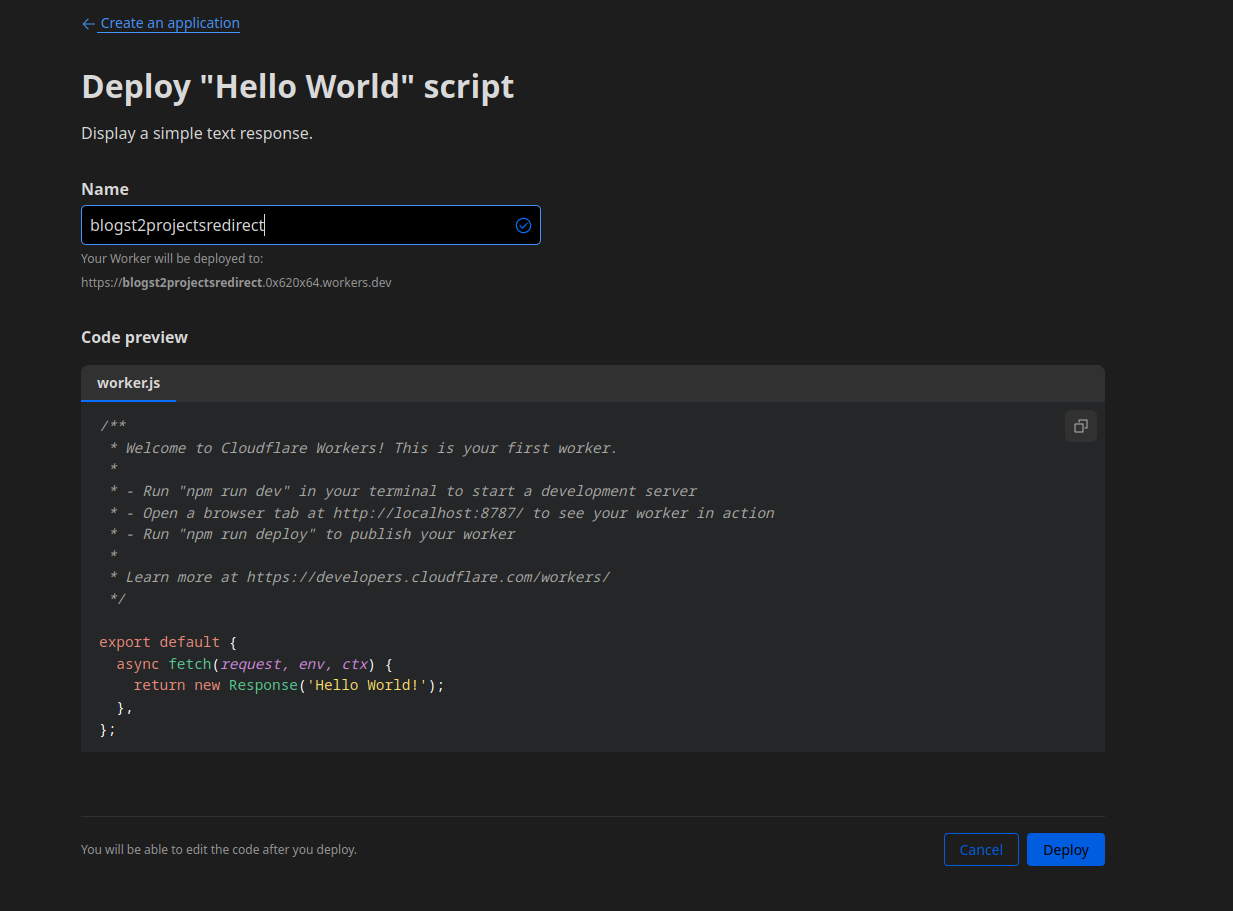 ← Create an application
Deploy "Hello World" script
Display a simple text response.
Name
blogst2projectsredirect
Your Worker will be deployed to:
https://blogst2projectsredirect.0x620x64.workers.dev
Code preview
worker.js
/**
 * Welcome to Cloudflare Workers! This is your first worker.
 *
 * - Run "npm run dev" in your terminal to start a development server
 * - Open a browser tab at http://localhost:8787/ to see your worker in action
 * - Run "npm run deploy" to publish your worker
 *
 * Learn more at https://developers.cloudflare.com/workers/
 */
export default {
  async fetch(request, env, ctx) {
    return new Response('Hello World!');
  },
};
You will be able to edit the code after you deploy.
Cancel
Deploy